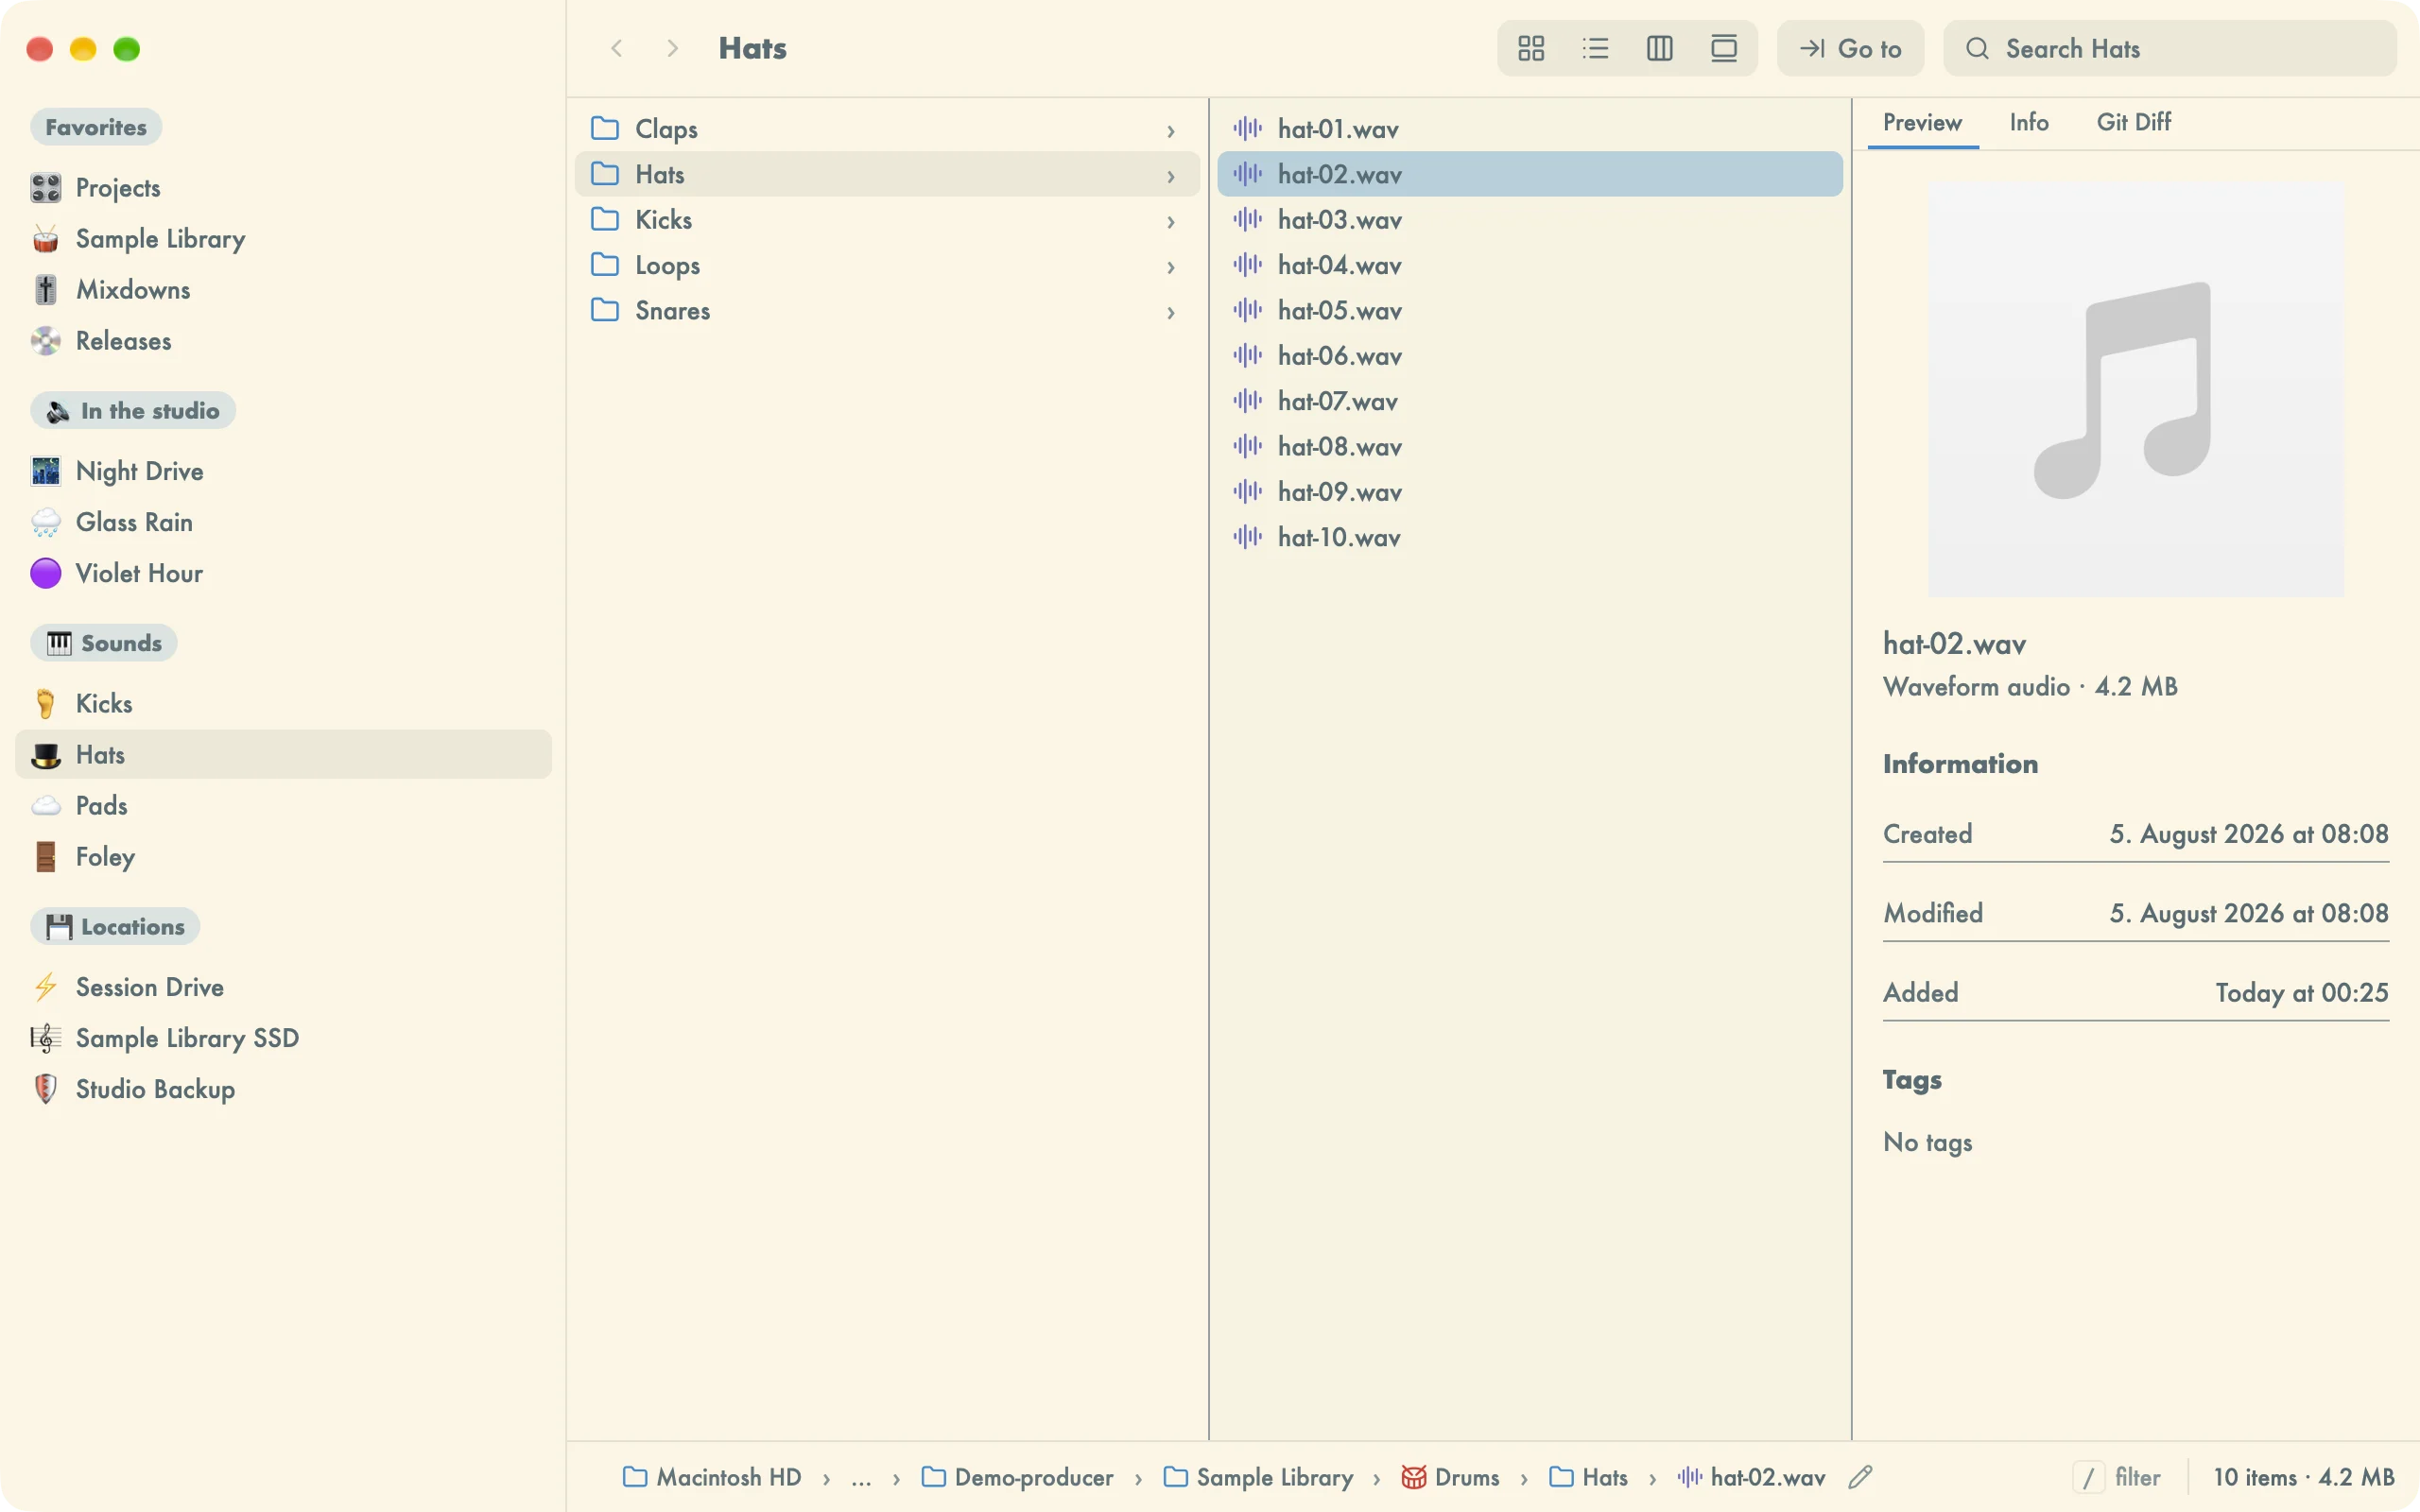 Hats
Go to
Search Hats
Favorites
Projects
Sample Library
Mixdowns
Releases
In the studio
Night Drive
Glass Rain
Violet Hour
Sounds
Kicks
Hats
Pads
Foley
Locations
Session Drive
Sample Library SSD
Studio Backup
Claps
Hats
Kicks
Loops
Snares
hat-01.wav
hat-02.wav
hat-03.wav
hat-04.wav
hat-05.wav
hat-06.wav
hat-07.wav
hat-08.wav
hat-09.wav
hat-10.wav
Preview Info Git Diff
hat-02.wav
Waveform audio · 4.2 MB
Information
Created 5. August 2026 at 08:08
Modified 5. August 2026 at 08:08
Added Today at 00:25
Tags
No tags
Macintosh HD › ... › Demo-producer › Sample Library › Drums › Hats › hat-02.wav
/ filter
10 items · 4.2 MB